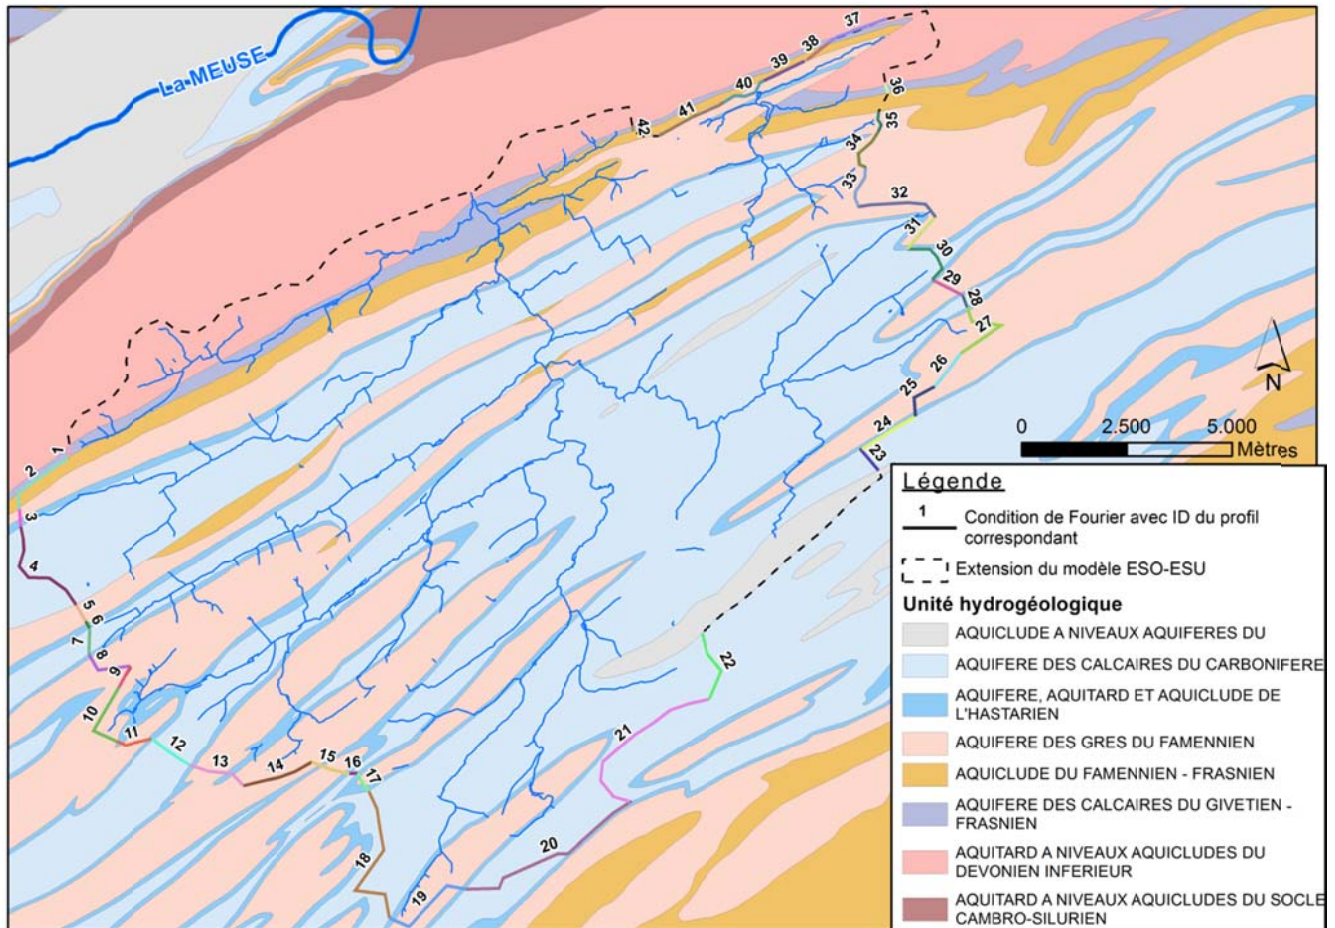 La MEUSE
37
38
39
40
41
42
36
35
34
33
32
31
30
29
28
27
26
25
24
23
22
21
20
19
18
17
16
15
14
13
12
11
10
9
8
7
6
5
4
3
2
1
N
0 2.500 5.000
Mètres
Légende
1 Condition de Fourier avec ID du profil
correspondant
Extension du modèle ESO-ESU
Unité hydrogéologique
AQUICLUDE A NIVEAUX AQUIFERES DU
AQUIFERE DES CALCAIRES DU CARBONIFERE
AQUIFERE, AQUITARD ET AQUICLUDE DE
L'HASTARIEN
AQUIFERE DES GRES DU FAMENNIEN
AQUICLUDE DU FAMENNIEN - FRASNIEN
AQUIFERE DES CALCAIRES DU GIVETIEN -
FRASNIEN
AQUITARD A NIVEAUX AQUICLUDES DU
DEVONIEN INFERIEUR
AQUITARD A NIVEAUX AQUICLUDES DU SOCLE
CAMBRO-SILURIEN